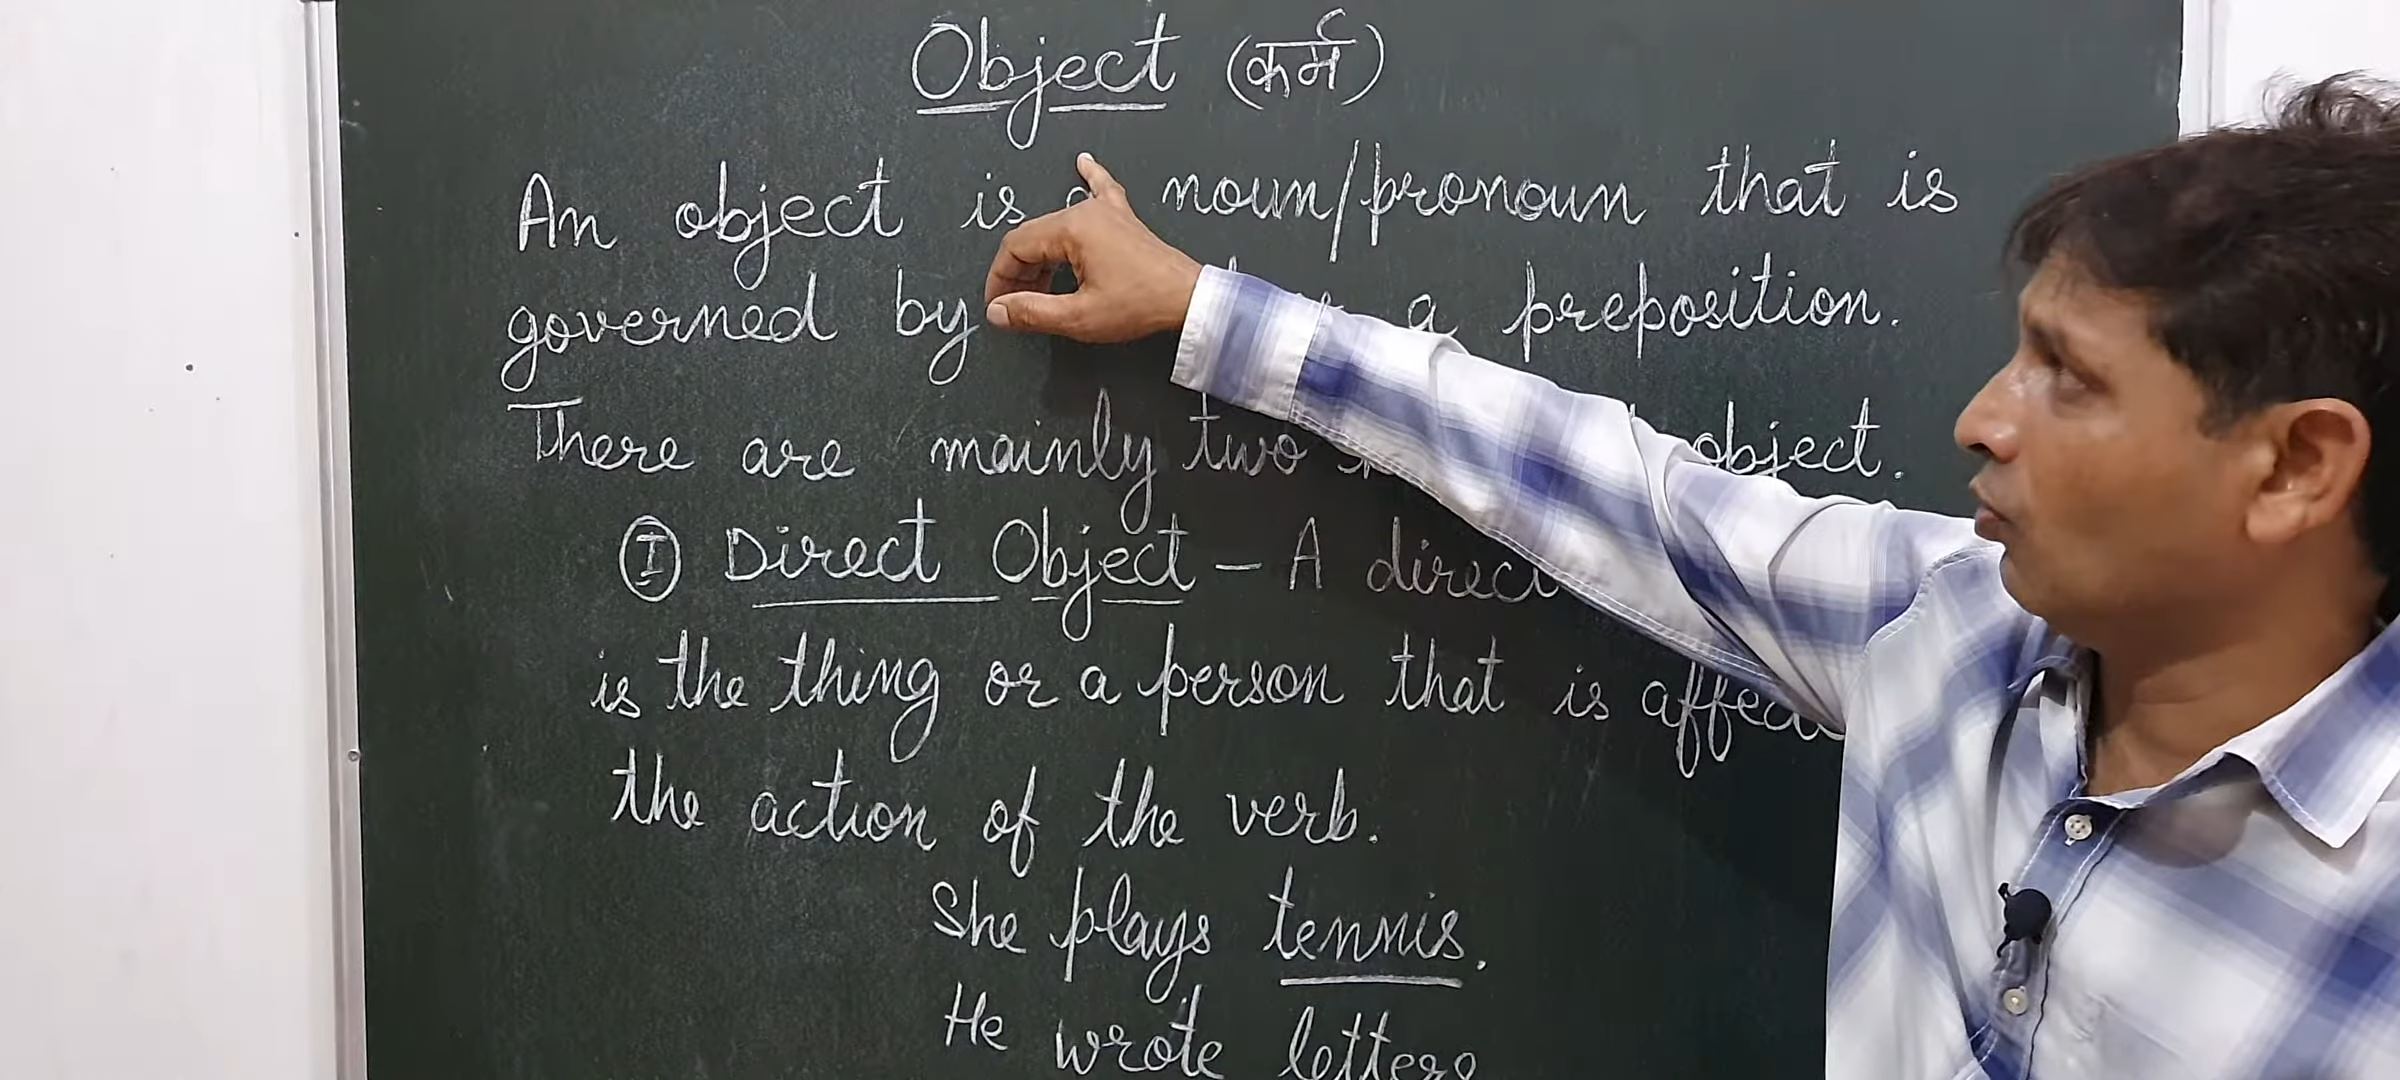 Object (कर्म)
An object is a noun/pronoun that is
governed by a preposition.
There are mainly two object.
I Direct Object – A direct
is the thing or a person that is
the action of the verb.
She plays tennis.
He wrote letters